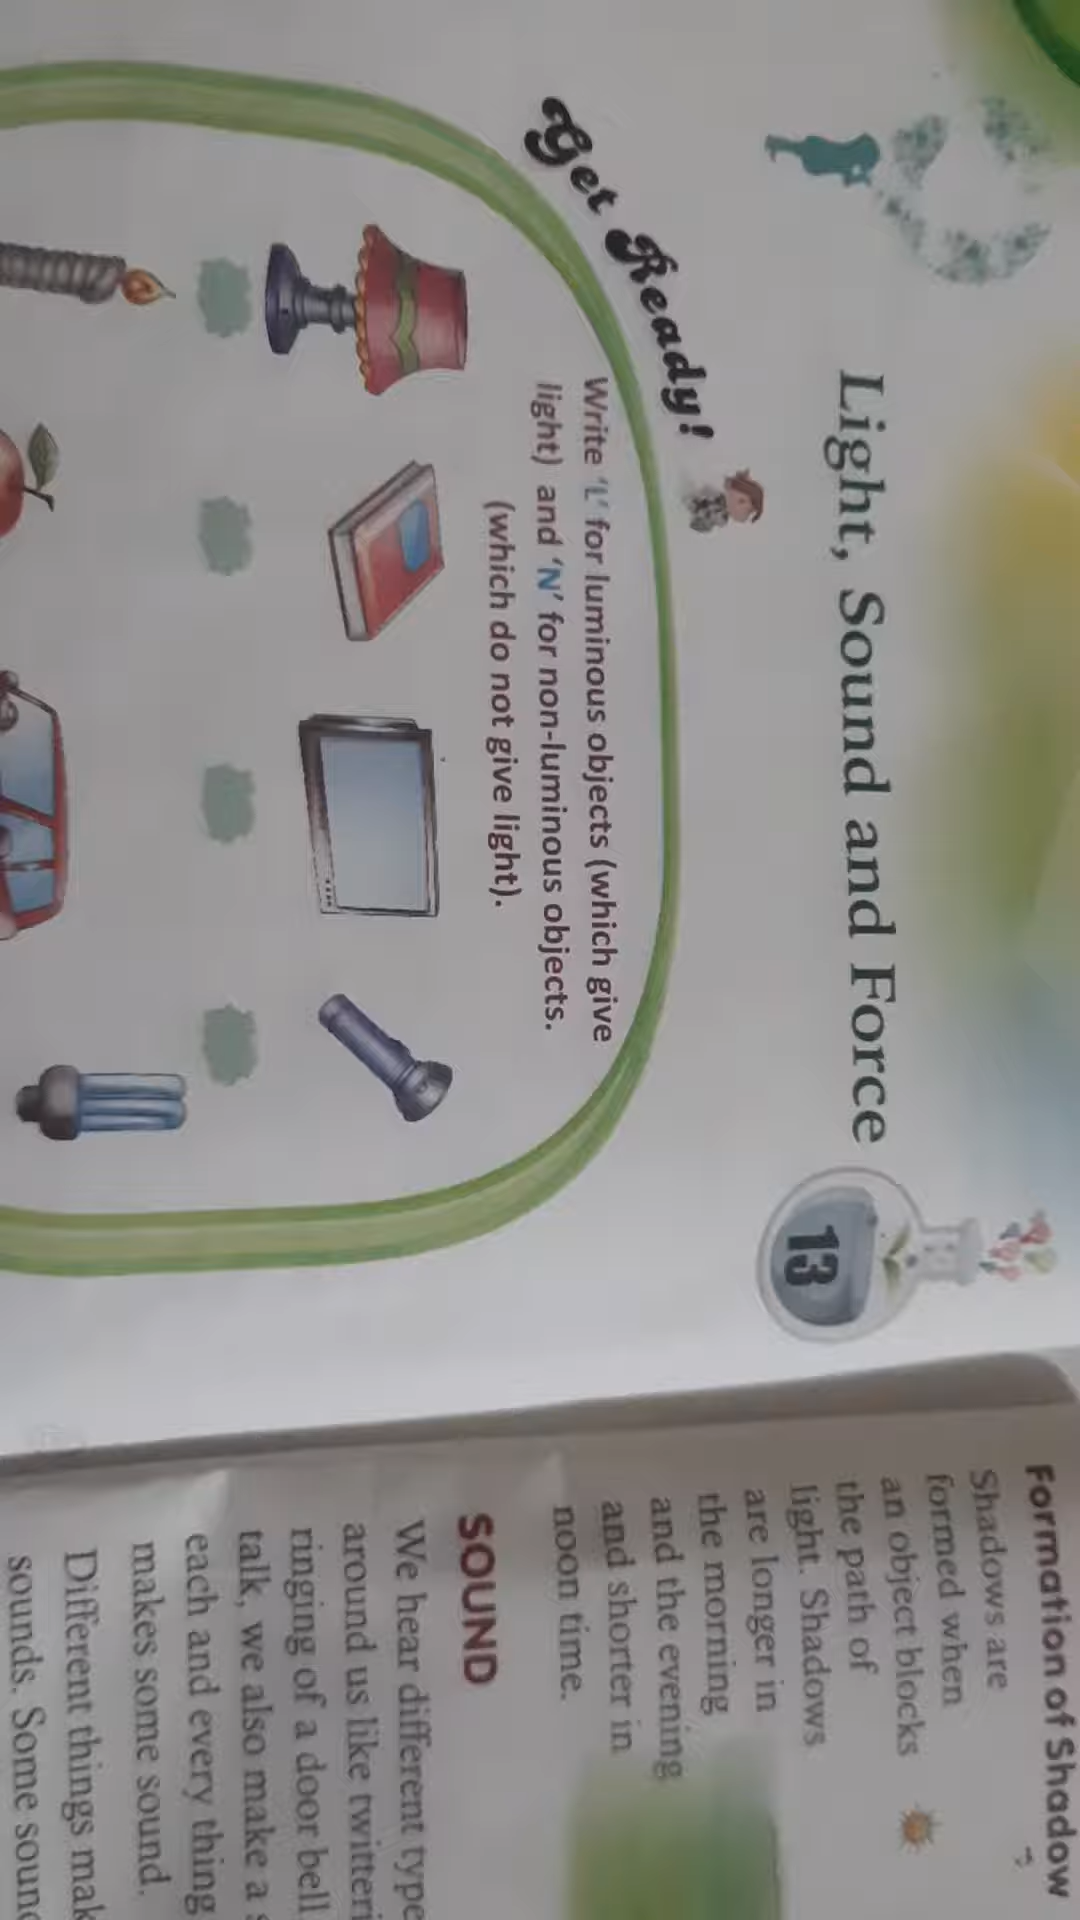 Light, Sound and Force
13
Get Ready!
Write 'L' for luminous objects (which give
light) and 'N' for non-luminous objects.
(which do not give light).
Formation of Shadow
Shadows are
formed when
an object blocks
the path of
light. Shadows
are longer in
the morning
and the evening
and shorter in
noon time.
SOUND
We hear different
around us like
ringing of a door bell
talk, we also make a
each and every thing
makes some sound.
Different things
sounds. Some